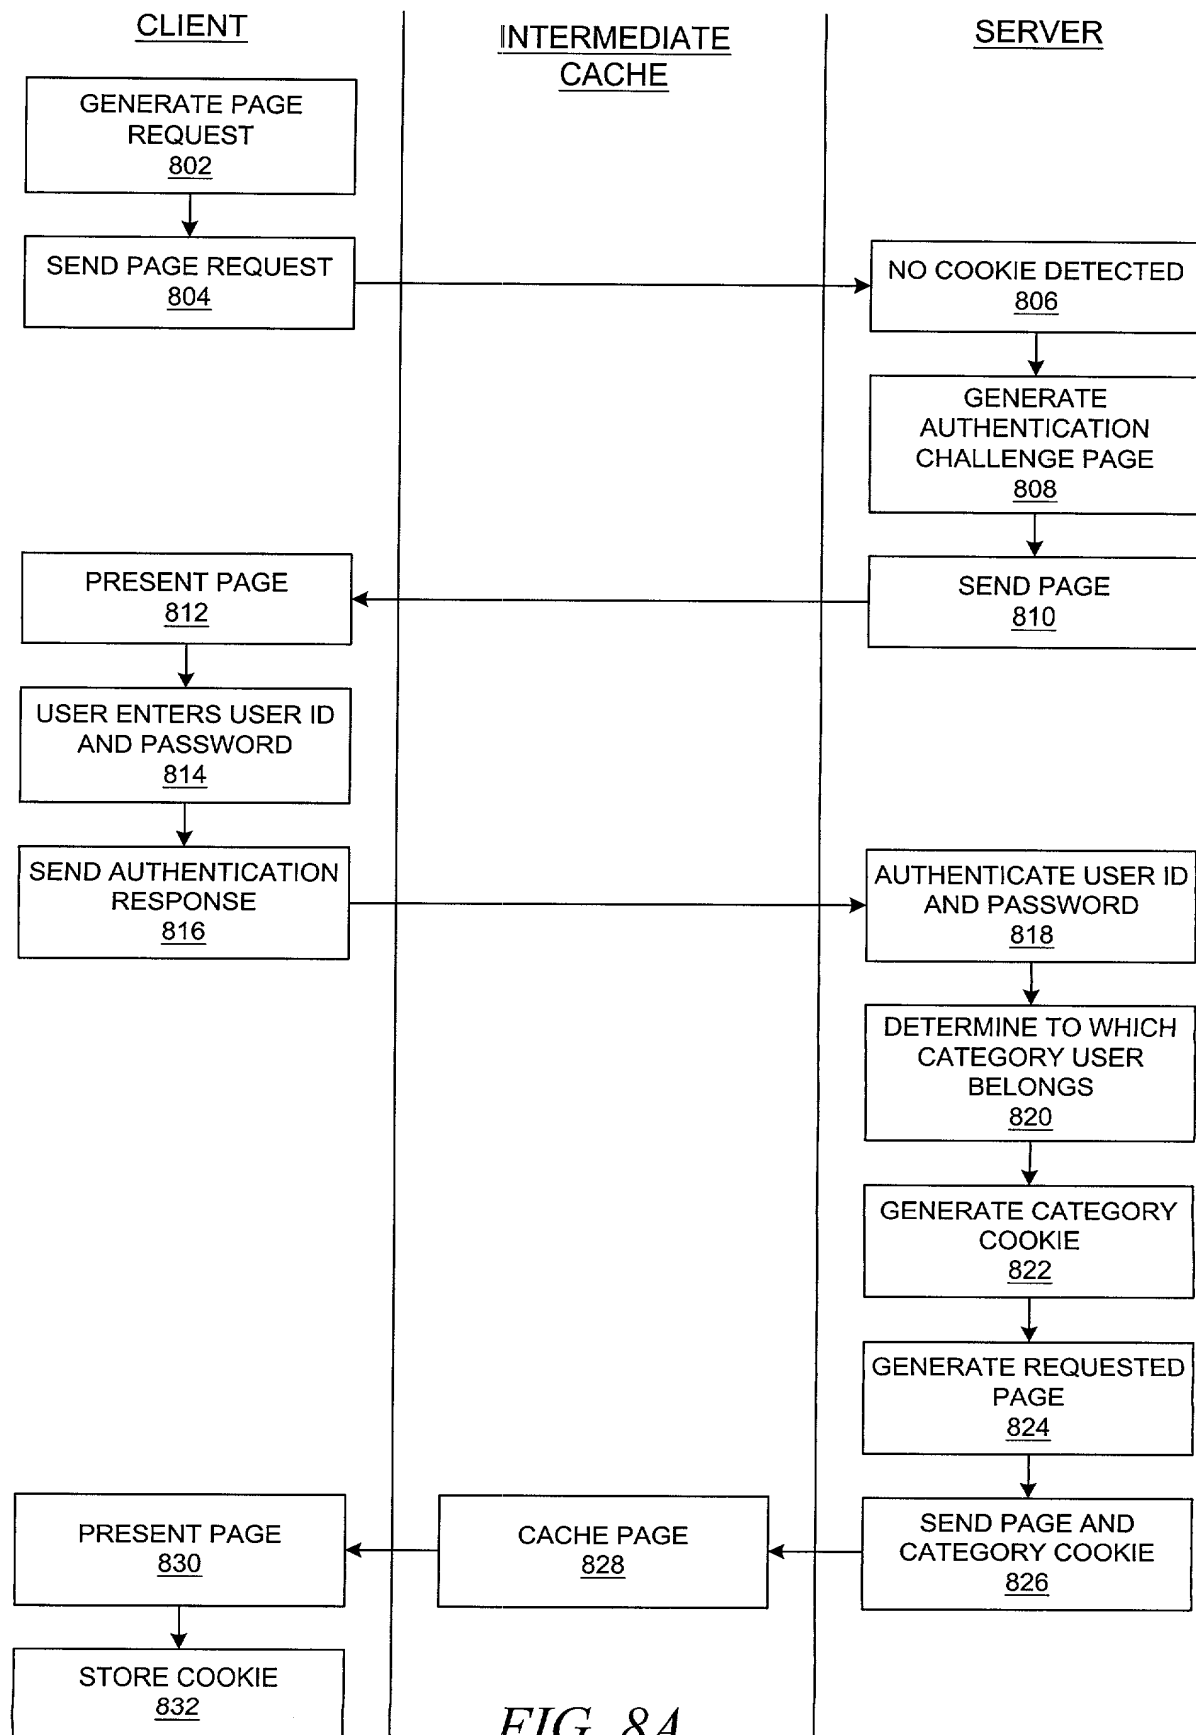 CLIENT
INTERMEDIATE
CACHE
SERVER
GENERATE PAGE
REQUEST
802
SEND PAGE REQUEST
804
NO COOKIE DETECTED
806
GENERATE
AUTHENTICATION
CHALLENGE PAGE
808
PRESENT PAGE
812
SEND PAGE
810
USER ENTERS USER ID
AND PASSWORD
814
SEND AUTHENTICATION
RESPONSE
816
AUTHENTICATE USER ID
AND PASSWORD
818
DETERMINE TO WHICH
CATEGORY USER
BELONGS
820
GENERATE CATEGORY
COOKIE
822
GENERATE REQUESTED
PAGE
824
PRESENT PAGE
830
CACHE PAGE
828
SEND PAGE AND
CATEGORY COOKIE
826
STORE COOKIE
832
FIG. 8A